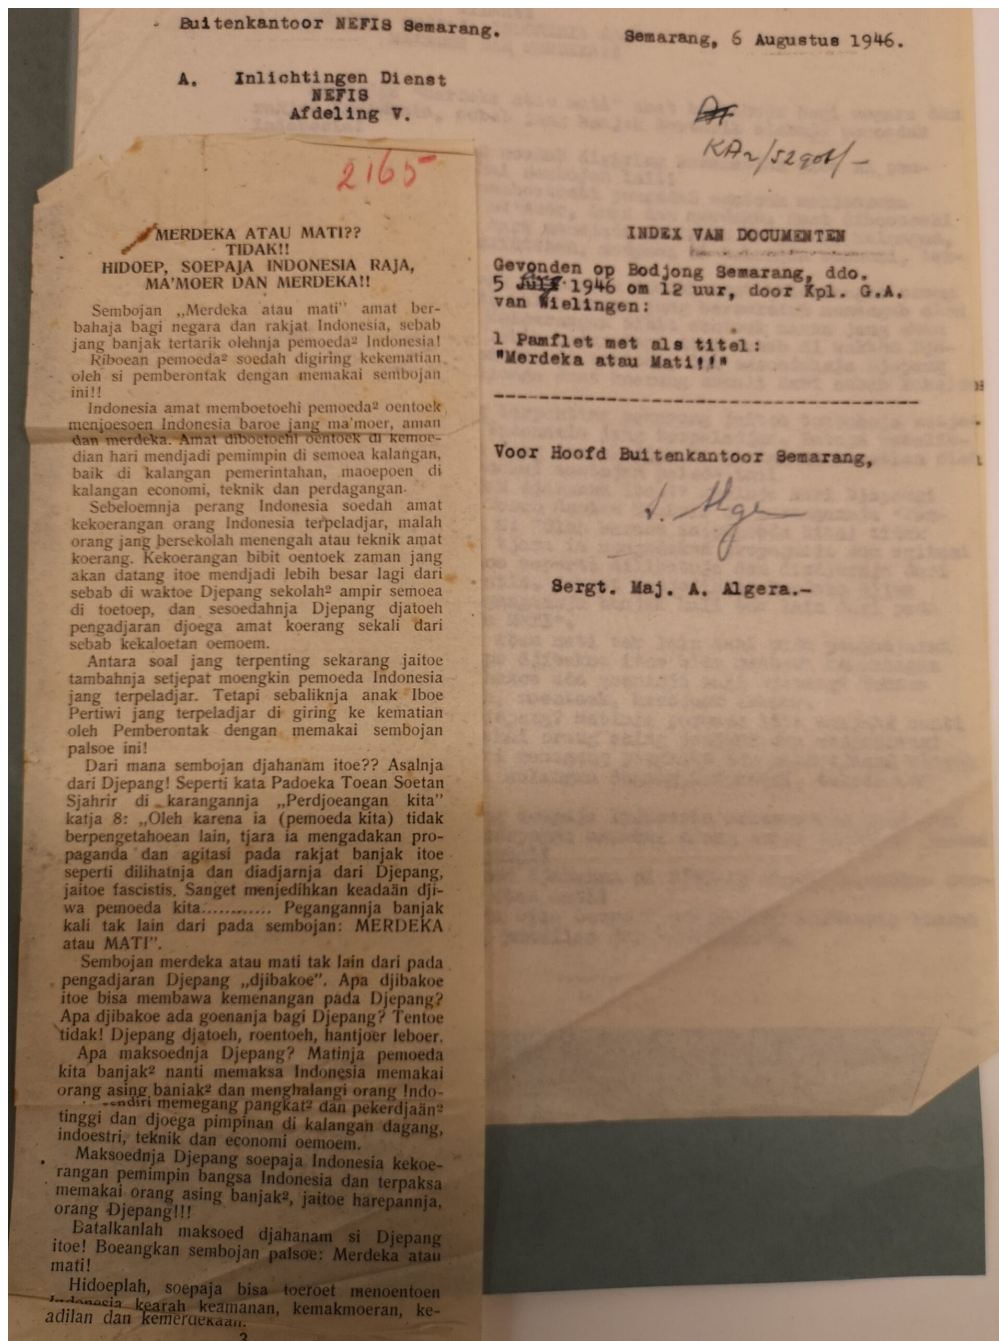 Buitenkantoor NEFIS Semarang.
Semarang, 6 Augustus 1946.
A. Inlichtingen Dienst
NEFIS
Afdeling V.
INDEX VAN DOCUMENTEN
Gevonden op Bodjong Semarang, ddo.
5 1946 om 12 uur, door Kpl. G.A.
van Wielingen:
1 Pamflet met als titel:
"Merdeka atau Mati!!"
Voor Hoofd Buitenkantoor Semarang,
Sergt. Maj. A. Algera.-
2165
MERDEKA ATAU MATI??
TIDAK!!
HIDOEP, SOEPAJA INDONESIA RAJA,
MA'MOER DAN MERDEKA!!
Sembojan „Merdeka atau mati" amat ber-
bahaja bagi negara dan rakjat Indonesia, sebab
jang banjak tertarik olehnja pemoeda² Indonesia!
Riboean pemoeda² soedah digiring kekematian
oleh si pemberontak dengan memakai sembojan
ini!!
Indonesia amat memboetoehi pemoeda² oentoek
menjoesoen Indonesia baroe jang ma'moer, aman
dan merdeka. Amat diboetoehi oentoek di kemoe-
dian hari mendjadi pemimpin di semoea kalangan,
baik di kalangan pemerintahan, maoepoen di
kalangan economi, teknik dan perdagangan.
Sebeloemnja perang Indonesia soedah amat
kekoerangan orang Indonesia terpeladjar, malah
orang jang bersekolah menengah atau teknik amat
koerang. Kekoerangan bibit oentoek zaman jang
akan datang itoe mendjadi lebih besar lagi dari
sebab di waktoe Djepang sekolah² ampir semoea
di toetoep, dan sesoedahnja Djepang djatoeh
pengadjaran djoega amat koerang sekali dari
sebab kekaloetan oemoem.
Antara soal jang terpenting sekarang jaitoe
tambahnja setjepat moengkin pemoeda Indonesia
jang terpeladjar. Tetapi sebaliknja anak Iboe
Pertiwi jang terpeladjar di giring ke kematian
oleh Pemberontak dengan memakai sembojan
palsoe ini!
Dari mana sembojan djahanam itoe?? Asalnja
dari Djepang! Seperti kata Padoeka Toean Soetan
Sjahrir di karangannja „Perdjoeangan kita"
katja 8: „Oleh karena ia (pemoeda kita) tidak
berpengetahoean lain, tjara ia mengadakan pro-
paganda dan agitasi pada rakjat banjak itoe
seperti dilihatnja dan diadjarnja dari Djepang,
jaitoe fascistis. Sanget menjedihkan keadaän dji-
wa pemoeda kita............ Pegangannja banjak
kali tak lain dari pada sembojan: MERDEKA
atau MATI".
Sembojan merdeka atau mati tak lain dari pada
pengadjaran Djepang „djibakoe". Apa djibakoe
itoe bisa membawa kemenangan pada Djepang?
Apa djibakoe ada goenanja bagi Djepang? Tentoe
tidak! Djepang djatoeh, roentoeh, hantjoer leboer.
Apa maksoednja Djepang? Matinja pemoeda
kita banjak² nanti memaksa Indonesia memakai
orang asing banjak² dan menghalangi orang Indo-
sendiri memegang pangkat² dan pekerdjaän²
tinggi dan djoega pimpinan di kalangan dagang,
indoestri, teknik dan economi oemoem.
Maksoednja Djepang soepaja Indonesia kekoe-
rangan pemimpin bangsa Indonesia dan terpaksa
memakai orang asing banjak², jaitoe harepannja,
orang Djepang!!!
Batalkanlah maksoed djahanam si Djepang
itoe! Boeangkan sembojan palsoe: Merdeka atau
mati!
Hidoeplah, soepaja bisa toeroet menoentoen
Indonesia kearah keamanan, kemakmoeran, ke-
adilan dan kemerdekaan.
3